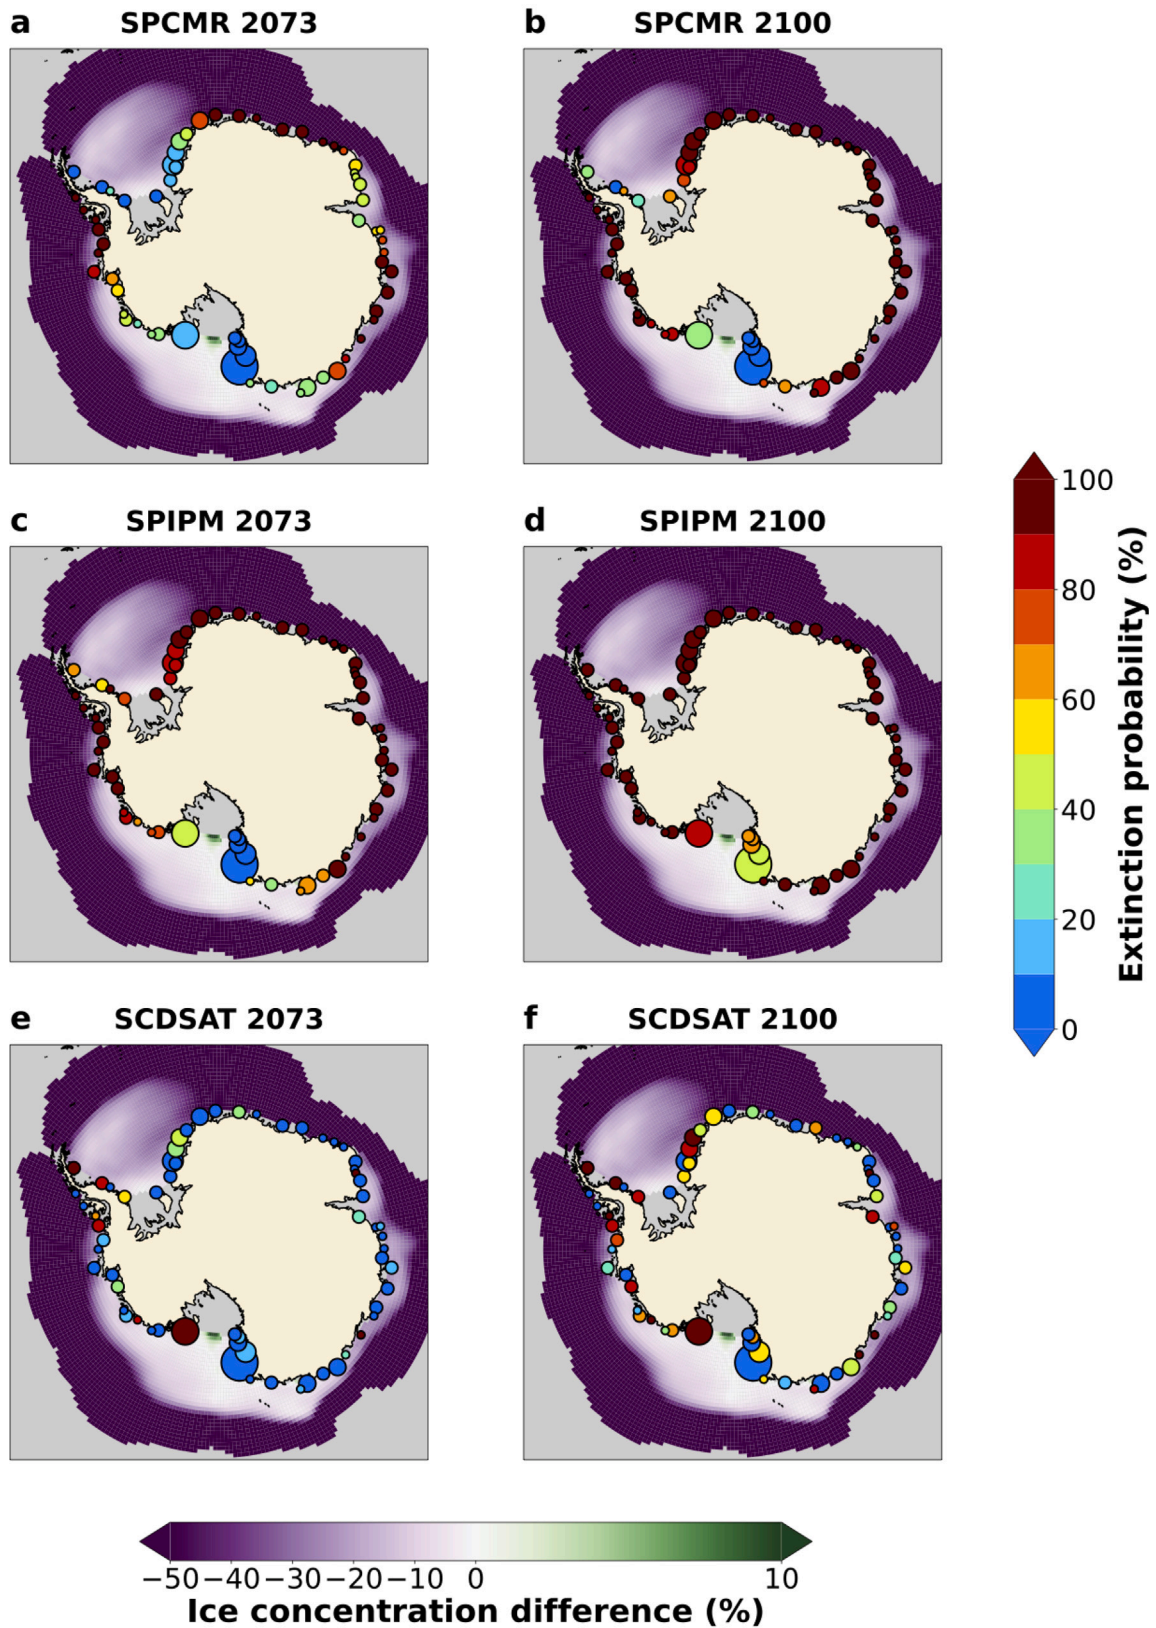 a SPCMR 2073
b SPCMR 2100
c SPIPM 2073
d SPIPM 2100
100
80
60
40
20
0
Extinction probability (%)
e SCDSAT 2073
f SCDSAT 2100
−50 −40 −30 −20 −10 0 10
Ice concentration difference (%)